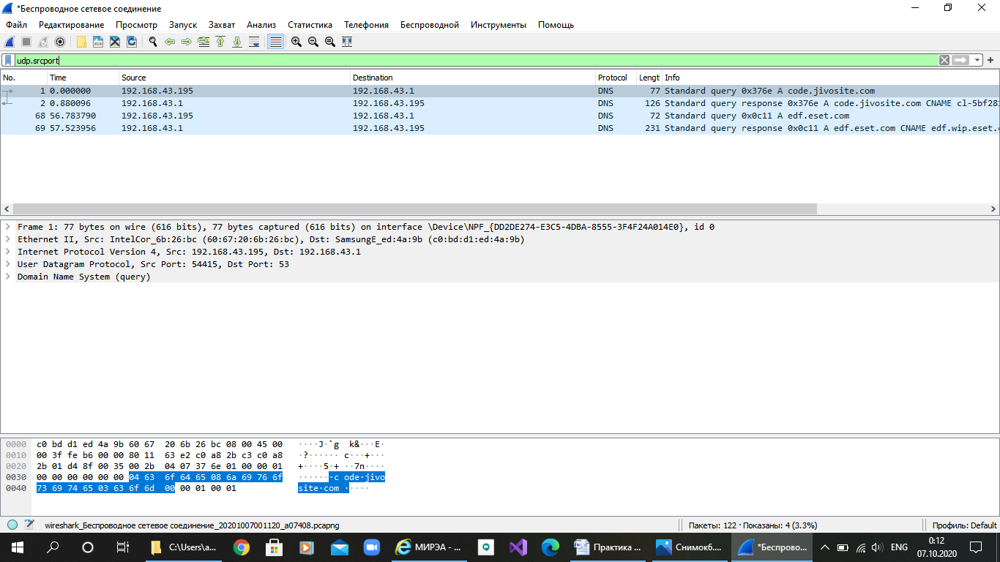 *Беспроводное сетевое соединение
Файл Редактирование Просмотр Запуск Захват Анализ Статистика Телефония Беспроводной Инструменты Помощь
udp.srcport
No. Time Source Destination Protocol Lengt Info
1 0.000000 192.168.43.195 192.168.43.1 DNS 77 Standard query 0x376e A code.jivosite.com
2 0.880096 192.168.43.1 192.168.43.195 DNS 126 Standard query response 0x376e A code.jivosite.com CNAME cl-5bf281
68 56.783790 192.168.43.195 192.168.43.1 DNS 72 Standard query 0x0c11 A edf.eset.com
69 57.523956 192.168.43.1 192.168.43.195 DNS 231 Standard query response 0x0c11 A edf.eset.com CNAME edf.wip.eset.
Frame 1: 77 bytes on wire (616 bits), 77 bytes captured (616 bits) on interface \Device\NPF_{DD2DE274-E3C5-4DBA-8555-3F4F24A014E0}, id 0
Ethernet II, Src: IntelCor_6b:26:bc (60:67:20:6b:26:bc), Dst: SamsungE_ed:4a:9b (c0:bd:d1:ed:4a:9b)
Internet Protocol Version 4, Src: 192.168.43.195, Dst: 192.168.43.1
User Datagram Protocol, Src Port: 54415, Dst Port: 53
Domain Name System (query)
0000 c0 bd d1 ed 4a 9b 60 67 20 6b 26 bc 08 00 45 00 ····J·`g k&···E·
0010 00 3f fe b6 00 00 80 11 63 e2 c0 a8 2b c3 c0 a8 ·?······ c···+···
0020 2b 01 d4 8f 00 35 00 2b 04 07 37 6e 01 00 00 01 +····5·+ ··7n····
0030 00 00 00 00 00 00 04 63 6f 64 65 08 6a 69 76 6f ·······c ode·jivo
0040 73 69 74 65 03 63 6f 6d 00 00 01 00 01 site·com ·····
wireshark_Беспроводное сетевое соединение_20201007001120_a07408.pcapng Пакеты: 122 · Показаны: 4 (3.3%) Профиль: Default
C:\Users\a... МИРЭА - ... Практика ... Снимокб.... *Беспрово... ENG 0:12
07.10.2020